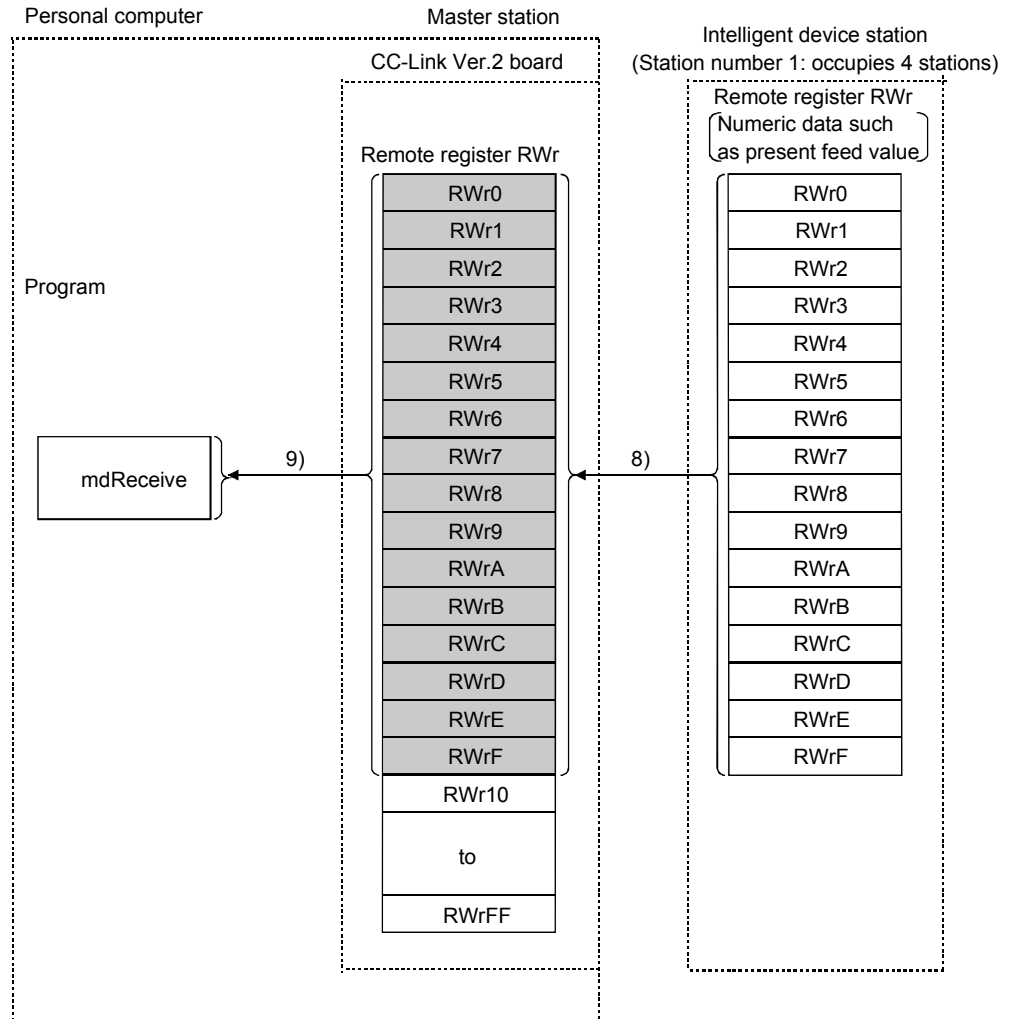 Personal computer
Master station
Intelligent device station
(Station number 1: occupies 4 stations)
CC-Link Ver.2 board
Remote register RWr
Numeric data such
as present feed value
Remote register RWr
RWr0
RWr1
RWr2
RWr3
RWr4
RWr5
RWr6
RWr7
RWr8
RWr9
RWrA
RWrB
RWrC
RWrD
RWrE
RWrF
RWr10
to
RWrFF
RWr0
RWr1
RWr2
RWr3
RWr4
RWr5
RWr6
RWr7
RWr8
RWr9
RWrA
RWrB
RWrC
RWrD
RWrE
RWrF
Program
mdReceive
9)
8)